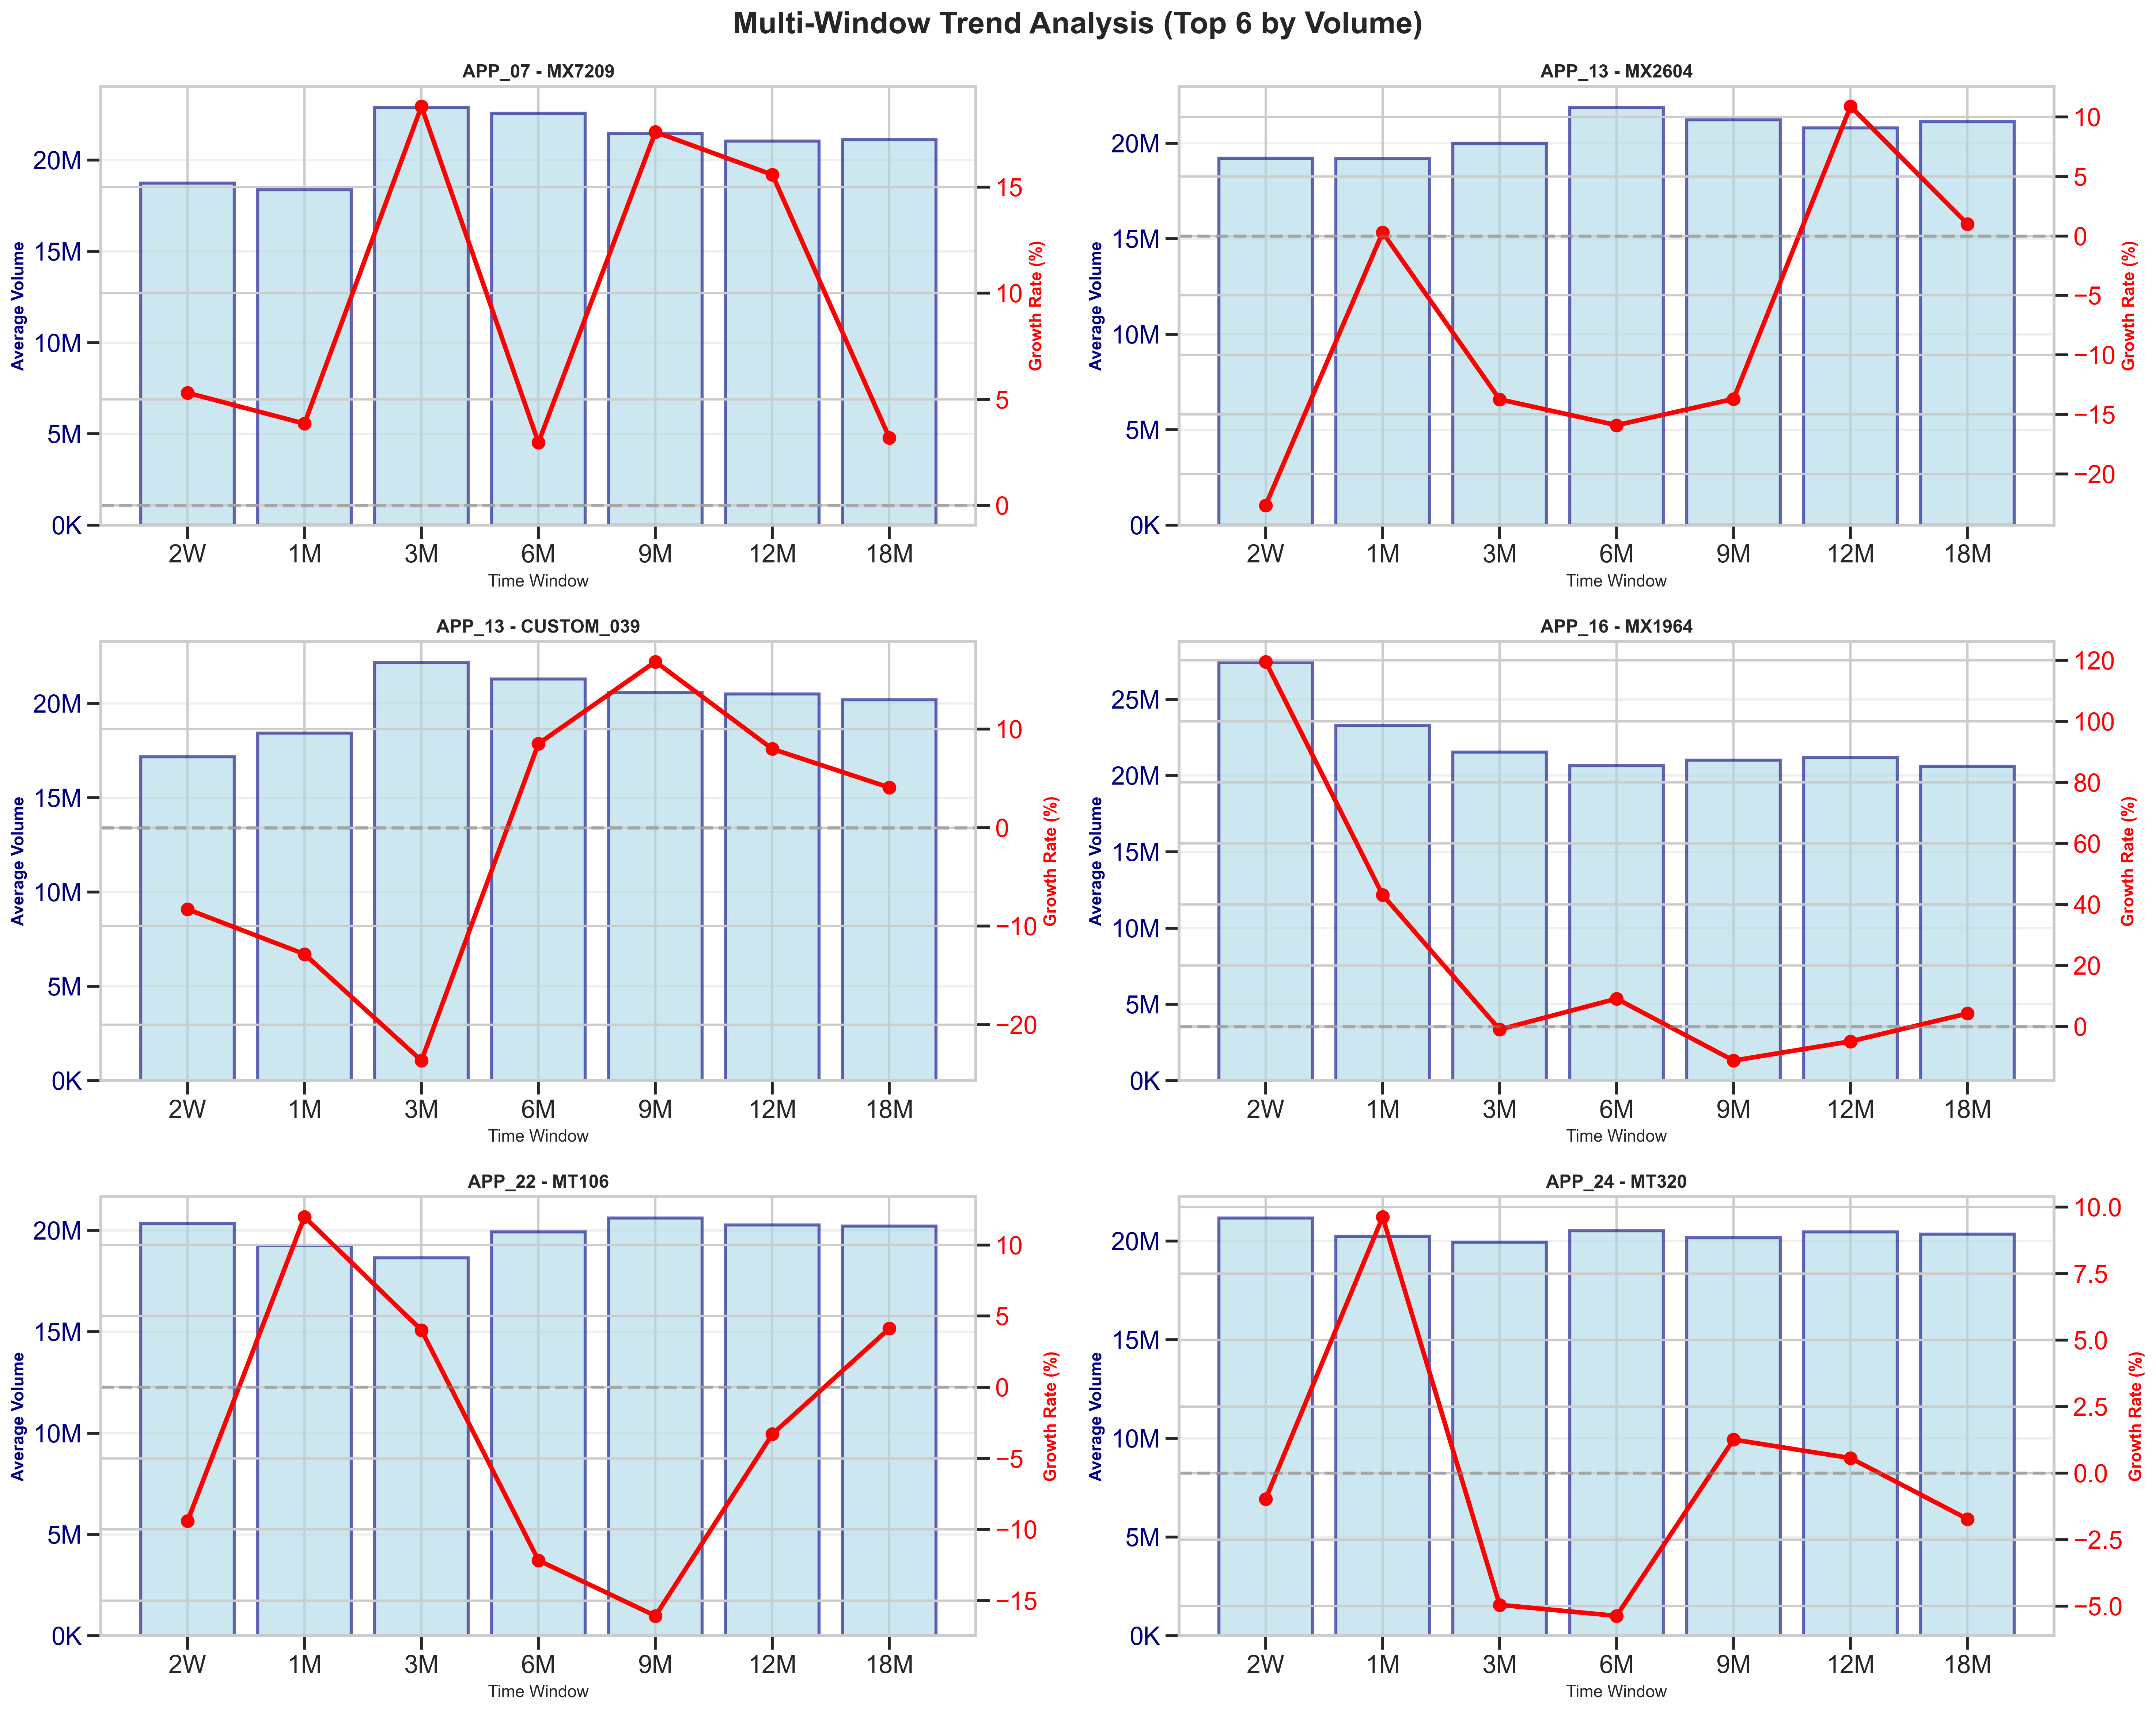 Multi-Window Trend Analysis (Top 6 by Volume)
APP_07 - MX7209
Average Volume
20M
15M
10M
5M
0K
15
10
5
0
Growth Rate (%)
2W 1M 3M 6M 9M 12M 18M
Time Window
APP_13 - MX2604
Average Volume
20M
15M
10M
5M
0K
10
5
0
−5
−10
−15
−20
Growth Rate (%)
2W 1M 3M 6M 9M 12M 18M
Time Window
APP_13 - CUSTOM_039
Average Volume
20M
15M
10M
5M
0K
10
0
−10
−20
Growth Rate (%)
2W 1M 3M 6M 9M 12M 18M
Time Window
APP_16 - MX1964
Average Volume
25M
20M
15M
10M
5M
0K
120
100
80
60
40
20
0
Growth Rate (%)
2W 1M 3M 6M 9M 12M 18M
Time Window
APP_22 - MT106
Average Volume
20M
15M
10M
5M
0K
10
5
0
−5
−10
−15
Growth Rate (%)
2W 1M 3M 6M 9M 12M 18M
Time Window
APP_24 - MT320
Average Volume
20M
15M
10M
5M
0K
10.0
7.5
5.0
2.5
0.0
−2.5
−5.0
Growth Rate (%)
2W 1M 3M 6M 9M 12M 18M
Time Window